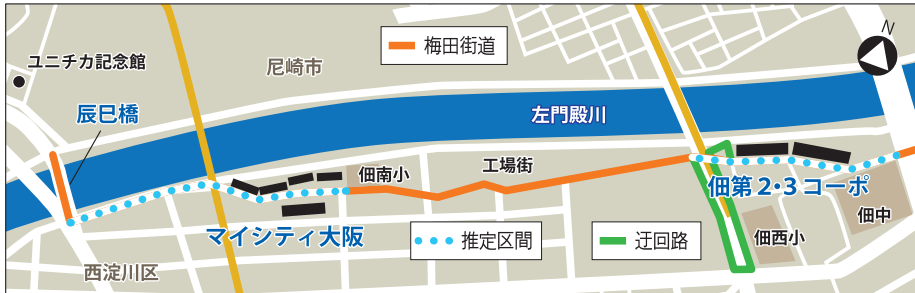 梅田街道
N
ユニチカ記念館
尼崎市
辰巳橋
左門殿川
佃南小
工場街
佃第2・3コーポ
マイシティ大阪
佃中
推定区間
迂回路
佃西小
西淀川区